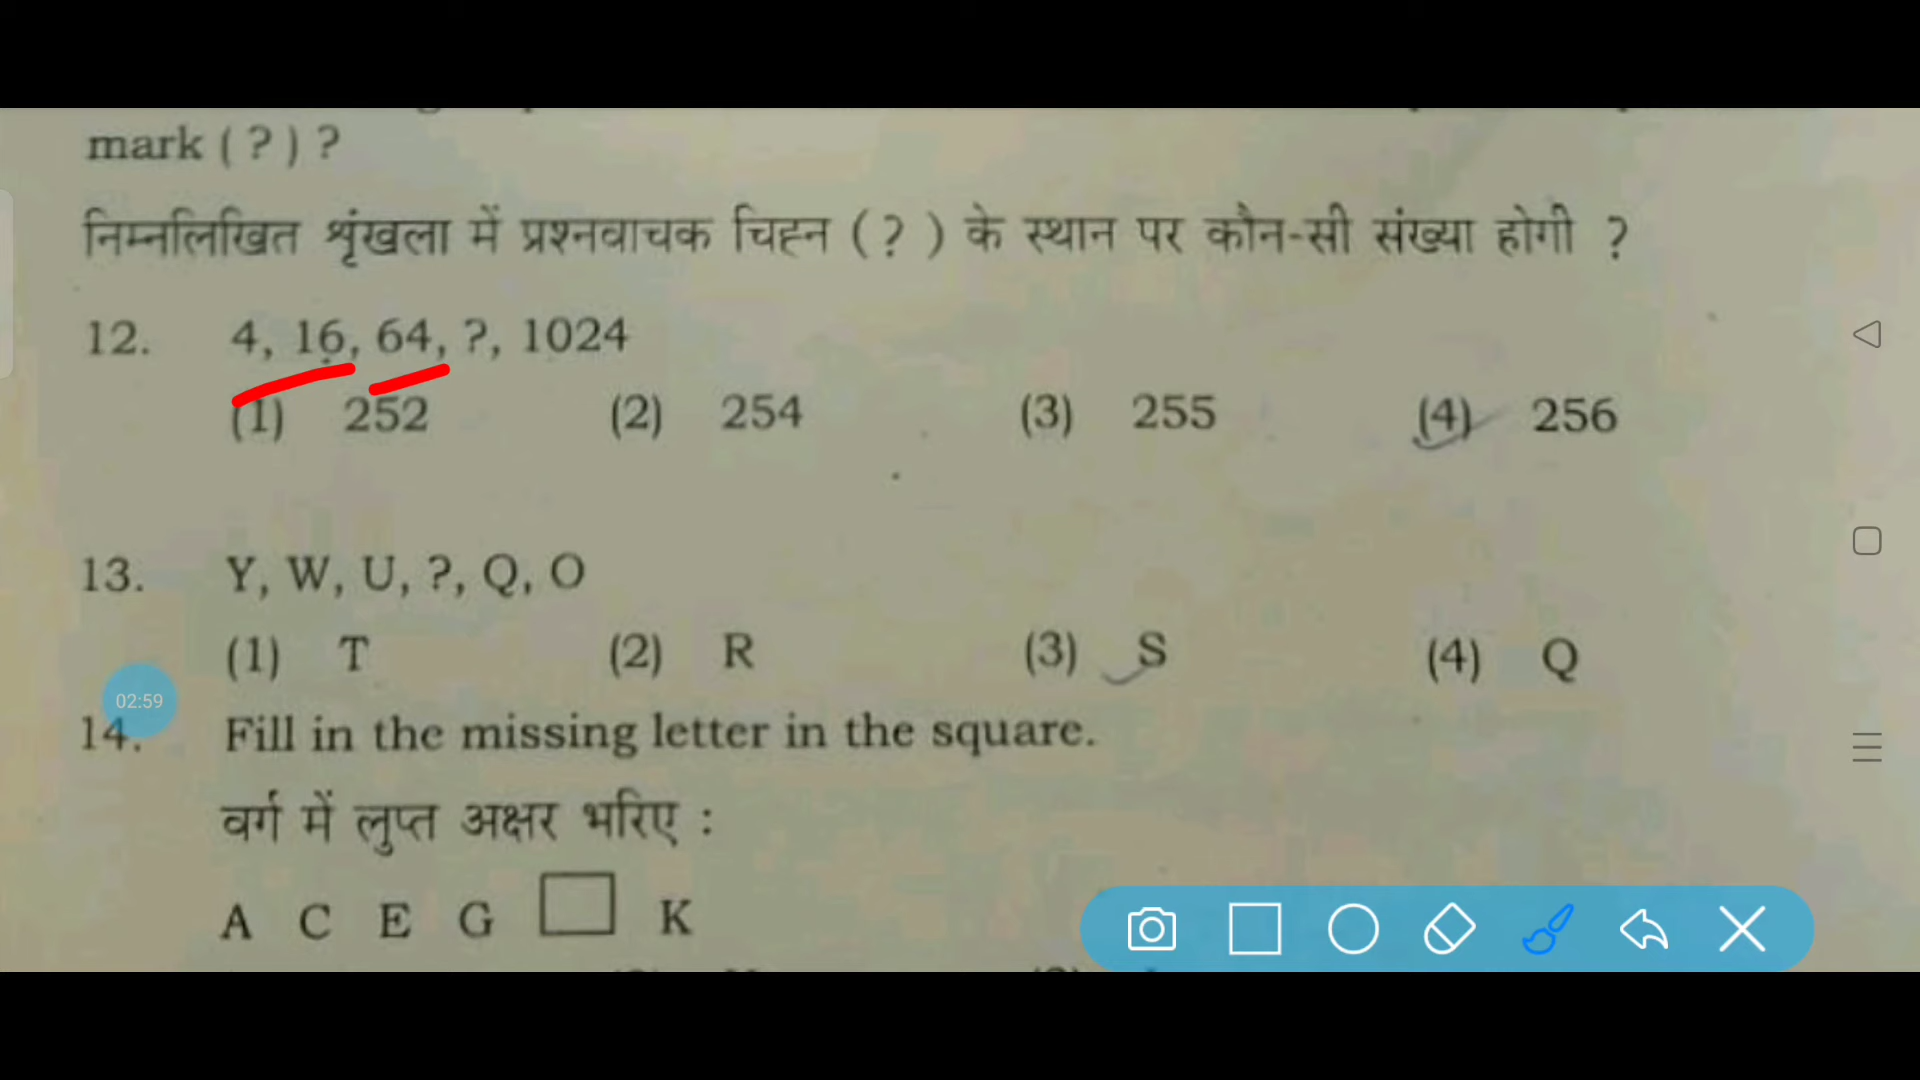 mark ( ? ) ?
निम्नलिखित शृंखला में प्रश्नवाचक चिह्न ( ? ) के स्थान पर कौन-सी संख्या होगी ?
12. 4, 16, 64, ?, 1024
(1) 252 (2) 254 (3) 255 (4) 256
13. Y, W, U, ?, Q, O
(1) T (2) R (3) S (4) Q
02:59
14. Fill in the missing letter in the square.
वर्ग में लुप्त अक्षर भरिए :
A C E G K